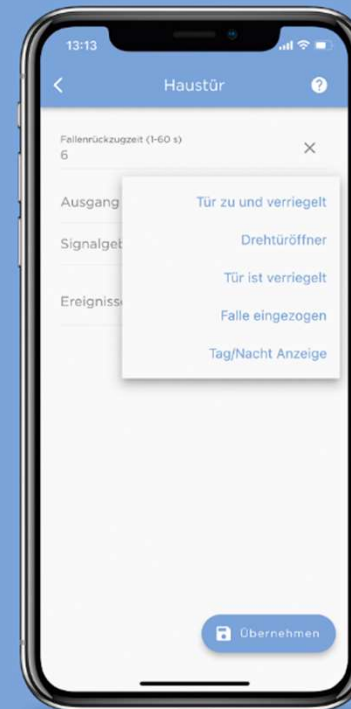 13:13
Haustür
?
Fallenrückzugzeit (1-60 s)
6
Ausgang
Tür zu und verriegelt
Signalgeb
Drehtüröffner
Tür ist verriegelt
Ereignisse
Falle eingezogen
Tag/Nacht Anzeige
Übernehmen